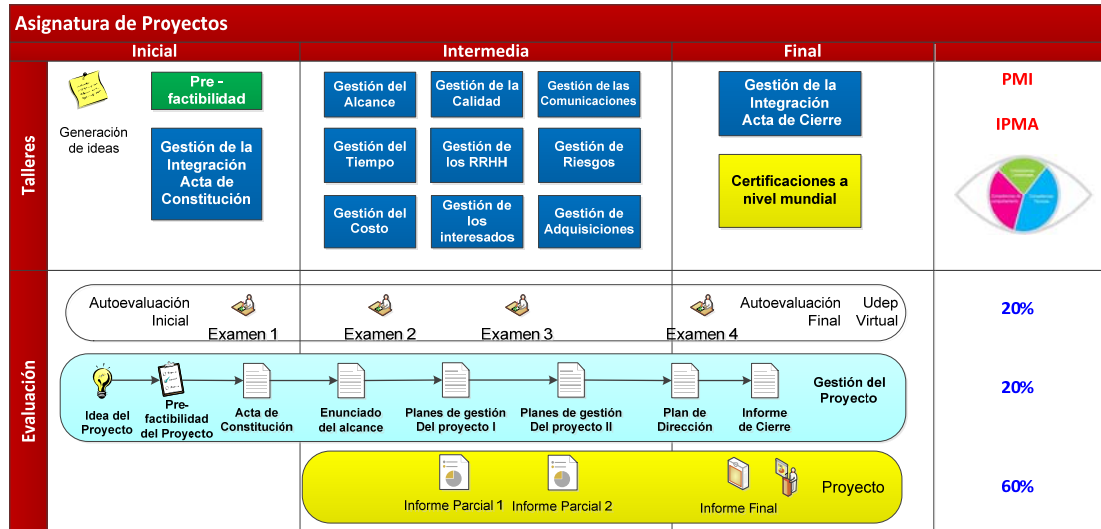 Asignatura de Proyectos
Inicial
Intermedia
Final
Talleres
Generación
de ideas
Pre -
factibilidad
Gestión de la
Integración
Acta de
Constitución
Gestión del
Alcance
Gestión de la
Calidad
Gestión de las
Comunicaciones
Gestión del
Tiempo
Gestión de
los RRHH
Gestión de
Riesgos
Gestión del
Costo
Gestión de
los
interesados
Gestión de
Adquisiciones
Gestión de la
Integración
Acta de Cierre
Certificaciones a
nivel mundial
PMI
IPMA
Evaluación
Autoevaluación
Inicial
Examen 1
Examen 2
Examen 3
Examen 4
Autoevaluación
Final
Udep
Virtual
20%
Idea del
Proyecto
Pre-
factibilidad
del Proyecto
Acta de
Constitución
Enunciado
del alcance
Planes de gestión
Del proyecto I
Planes de gestión
Del proyecto II
Plan de
Dirección
Informe
de Cierre
Gestión del
Proyecto
20%
Informe Parcial 1
Informe Parcial 2
Informe Final
Proyecto
60%